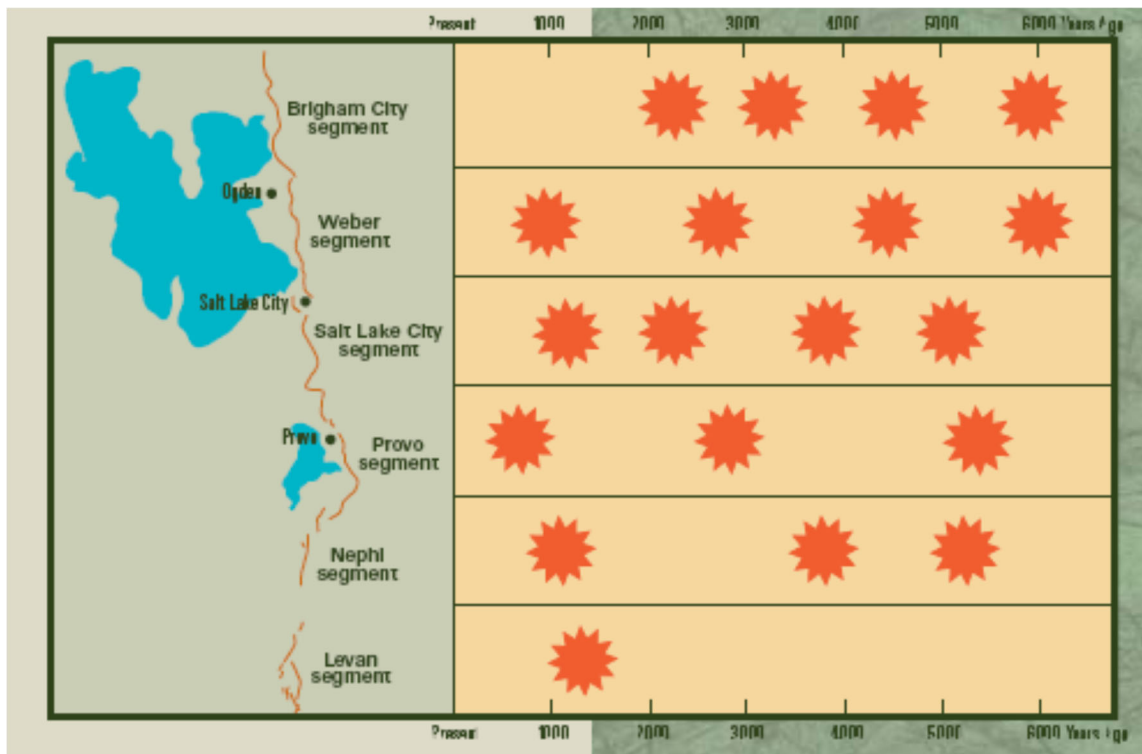 Present 1000 2000 3000 4000 5000 6000 Years Ago
Brigham City
segment
Ogden
Weber
segment
Salt Lake City
Salt Lake City
segment
Provo
Provo
segment
Nephi
segment
Levan
segment
Present 1000 2000 3000 4000 5000 6000 Years Ago